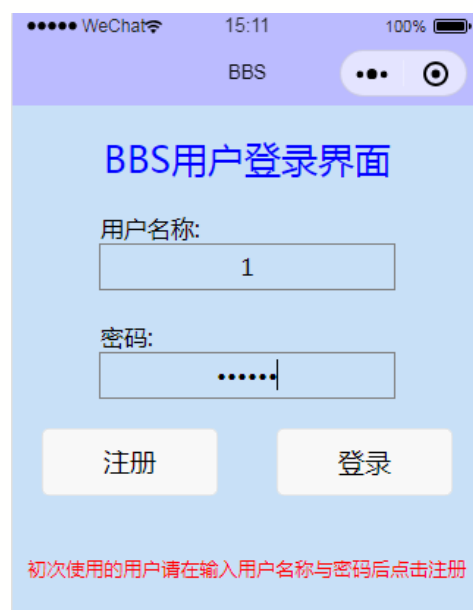 ●●●●● WeChat 15:11 100%
BBS
BBS用户登录界面
用户名称:
1
密码:
••••••
注册 登录
初次使用的用户请在输入用户名称与密码后点击注册